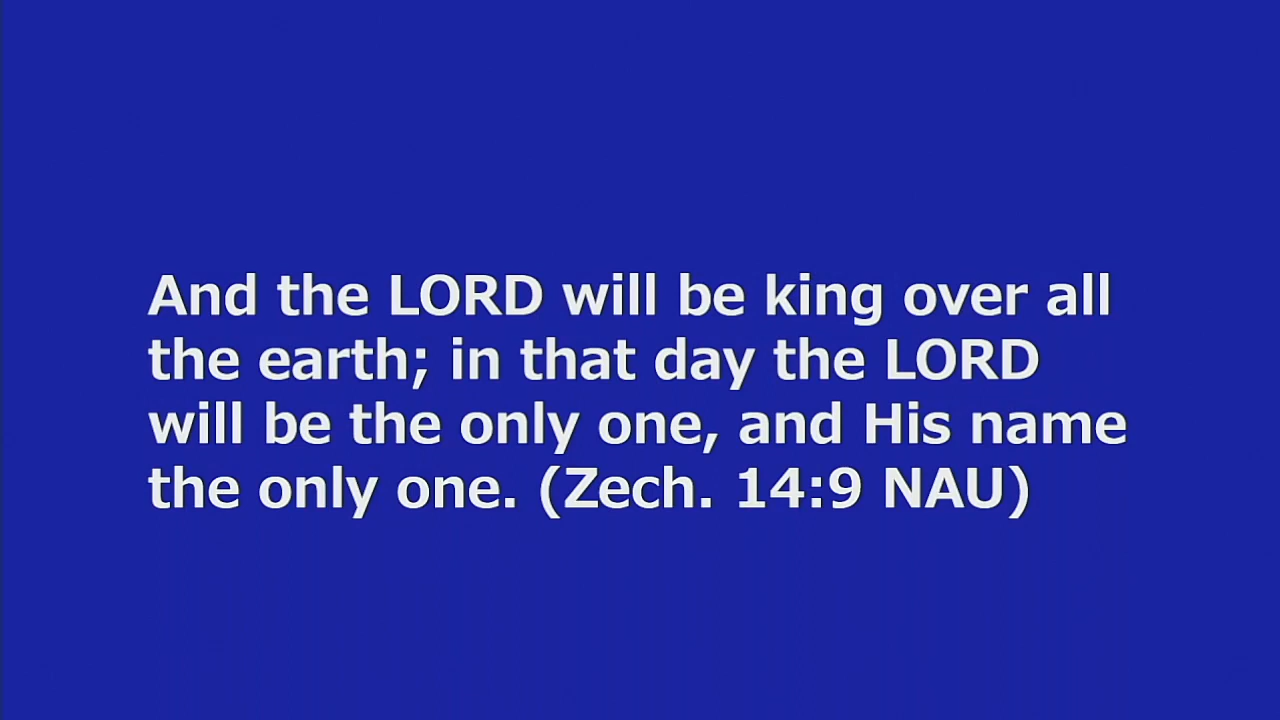 And the LORD will be king over all
the earth; in that day the LORD
will be the only one, and His name
the only one. (Zech. 14:9 NAU)